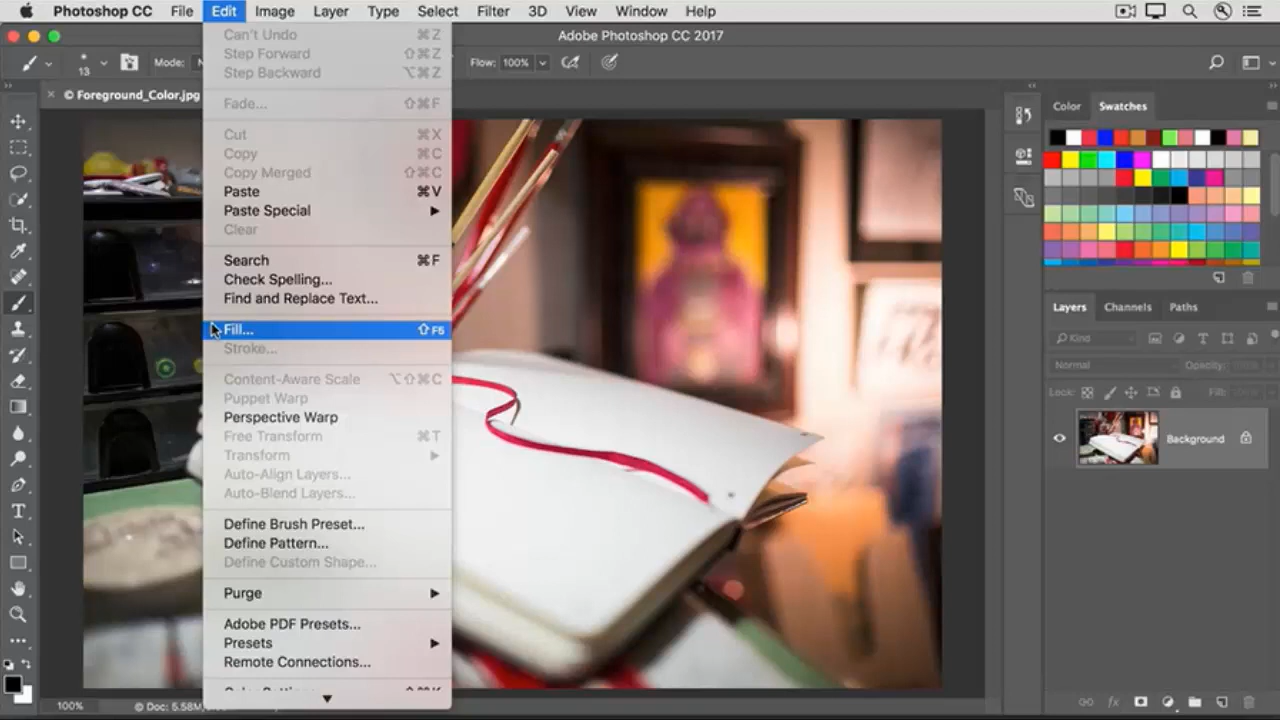 Photoshop CC File Edit Image Layer Type Select Filter 3D View Window Help
Adobe Photoshop CC 2017
13 Mode: Flow: 100%
× © Foreground_Color.jpg
Can't Undo ⌘Z
Step Forward ⇧⌘Z
Step Backward ⌥⌘Z
Fade... ⇧⌘F
Cut ⌘X
Copy ⌘C
Copy Merged ⇧⌘C
Paste ⌘V
Paste Special
Clear
Search ⌘F
Check Spelling...
Find and Replace Text...
Fill... ⇧F5
Stroke...
Content-Aware Scale ⌥⇧⌘C
Puppet Warp
Perspective Warp
Free Transform ⌘T
Transform
Auto-Align Layers...
Auto-Blend Layers...
Define Brush Preset...
Define Pattern...
Define Custom Shape...
Purge
Adobe PDF Presets...
Presets
Remote Connections...
Color Swatches
Layers Channels Paths
Kind
Normal Opacity:
Lock: Fill:
Background
fx
100% © Doc: 5.58M